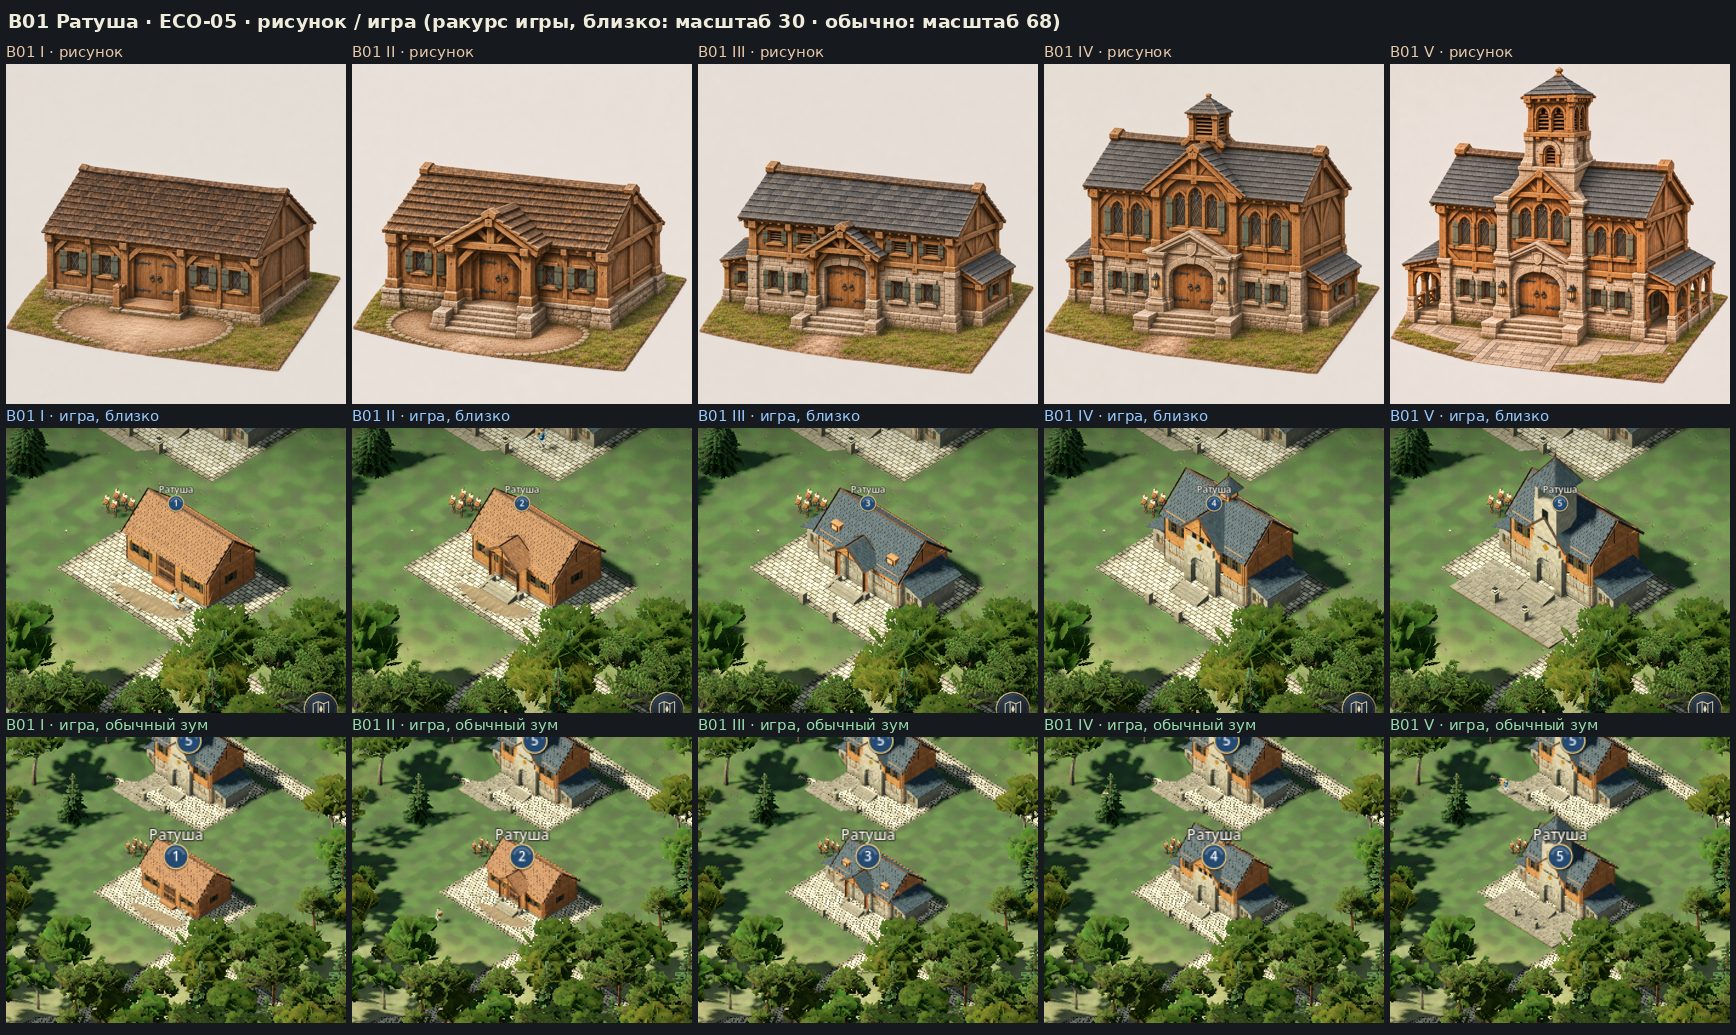 B01 Ратуша · ECO-05 · рисунок / игра (ракурс игры, близко: масштаб 30 · обычно: масштаб 68)
B01 I · рисунок
B01 II · рисунок
B01 III · рисунок
B01 IV · рисунок
B01 V · рисунок
B01 I · игра, близко
B01 II · игра, близко
B01 III · игра, близко
B01 IV · игра, близко
B01 V · игра, близко
Ратуша
1
Ратуша
2
Ратуша
3
Ратуша
4
Ратуша
5
B01 I · игра, обычный зум
B01 II · игра, обычный зум
B01 III · игра, обычный зум
B01 IV · игра, обычный зум
B01 V · игра, обычный зум
5
5
5
5
5
Ратуша
1
Ратуша
2
Ратуша
3
Ратуша
4
Ратуша
5